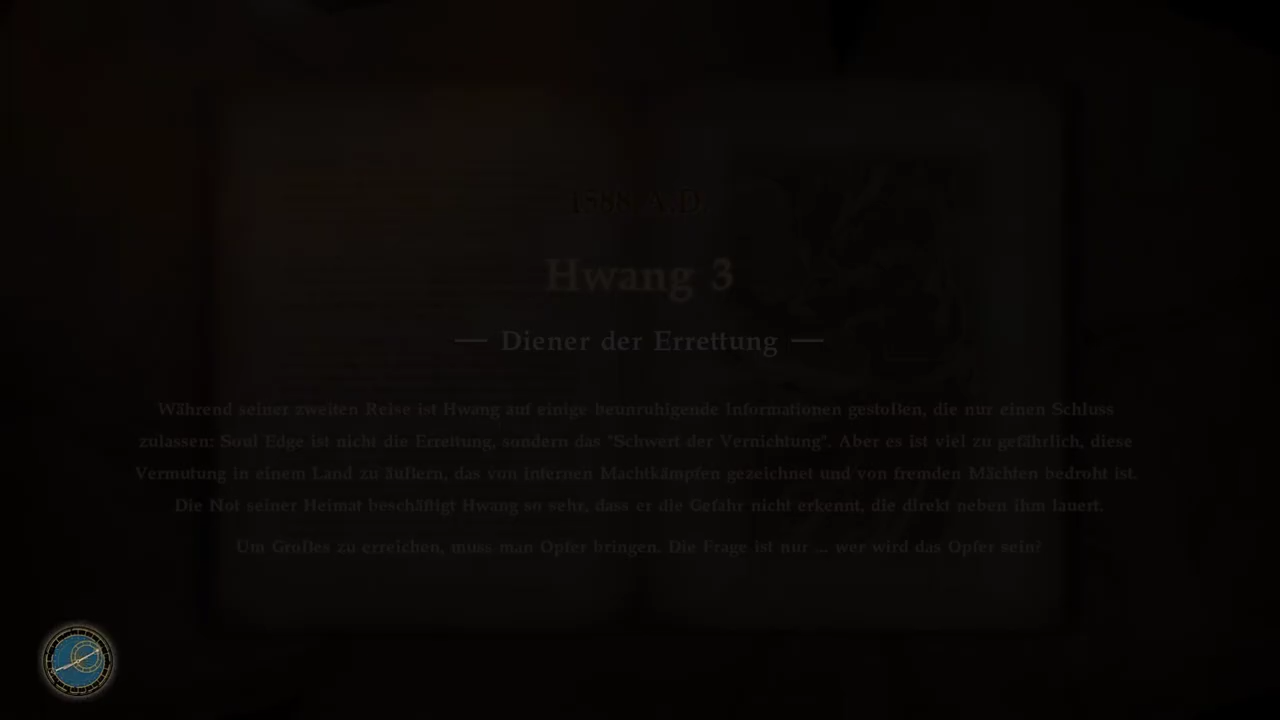 1588 A.D.
Hwang 3
— Diener der Errettung —
Während seiner zweiten Reise ist Hwang auf einige beunruhigende Informationen gestoßen, die nur einen Schluss
zulassen: Soul Edge ist nicht die Errettung, sondern das "Schwert der Vernichtung". Aber es ist viel zu gefährlich, diese
Vermutung in einem Land zu äußern, das von internen Machtkämpfen gezeichnet und von fremden Mächten bedroht ist.
Die Not seiner Heimat beschäftigt Hwang so sehr, dass er die Gefahr nicht erkennt, die direkt neben ihm lauert.
Um Großes zu erreichen, muss man Opfer bringen. Die Frage ist nur ... wer wird das Opfer sein?